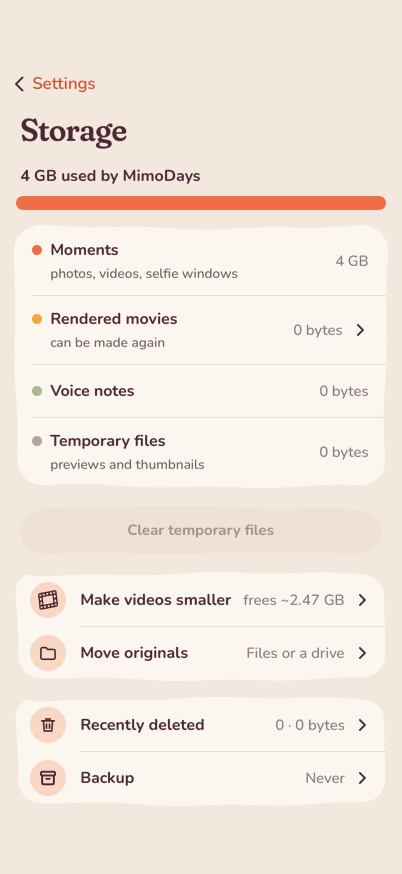 Settings
Storage
4 GB used by MimoDays
Moments
photos, videos, selfie windows
4 GB
Rendered movies
can be made again
0 bytes
Voice notes
0 bytes
Temporary files
previews and thumbnails
0 bytes
Clear temporary files
Make videos smaller frees ~2.47 GB
Move originals Files or a drive
Recently deleted 0 · 0 bytes
Backup Never